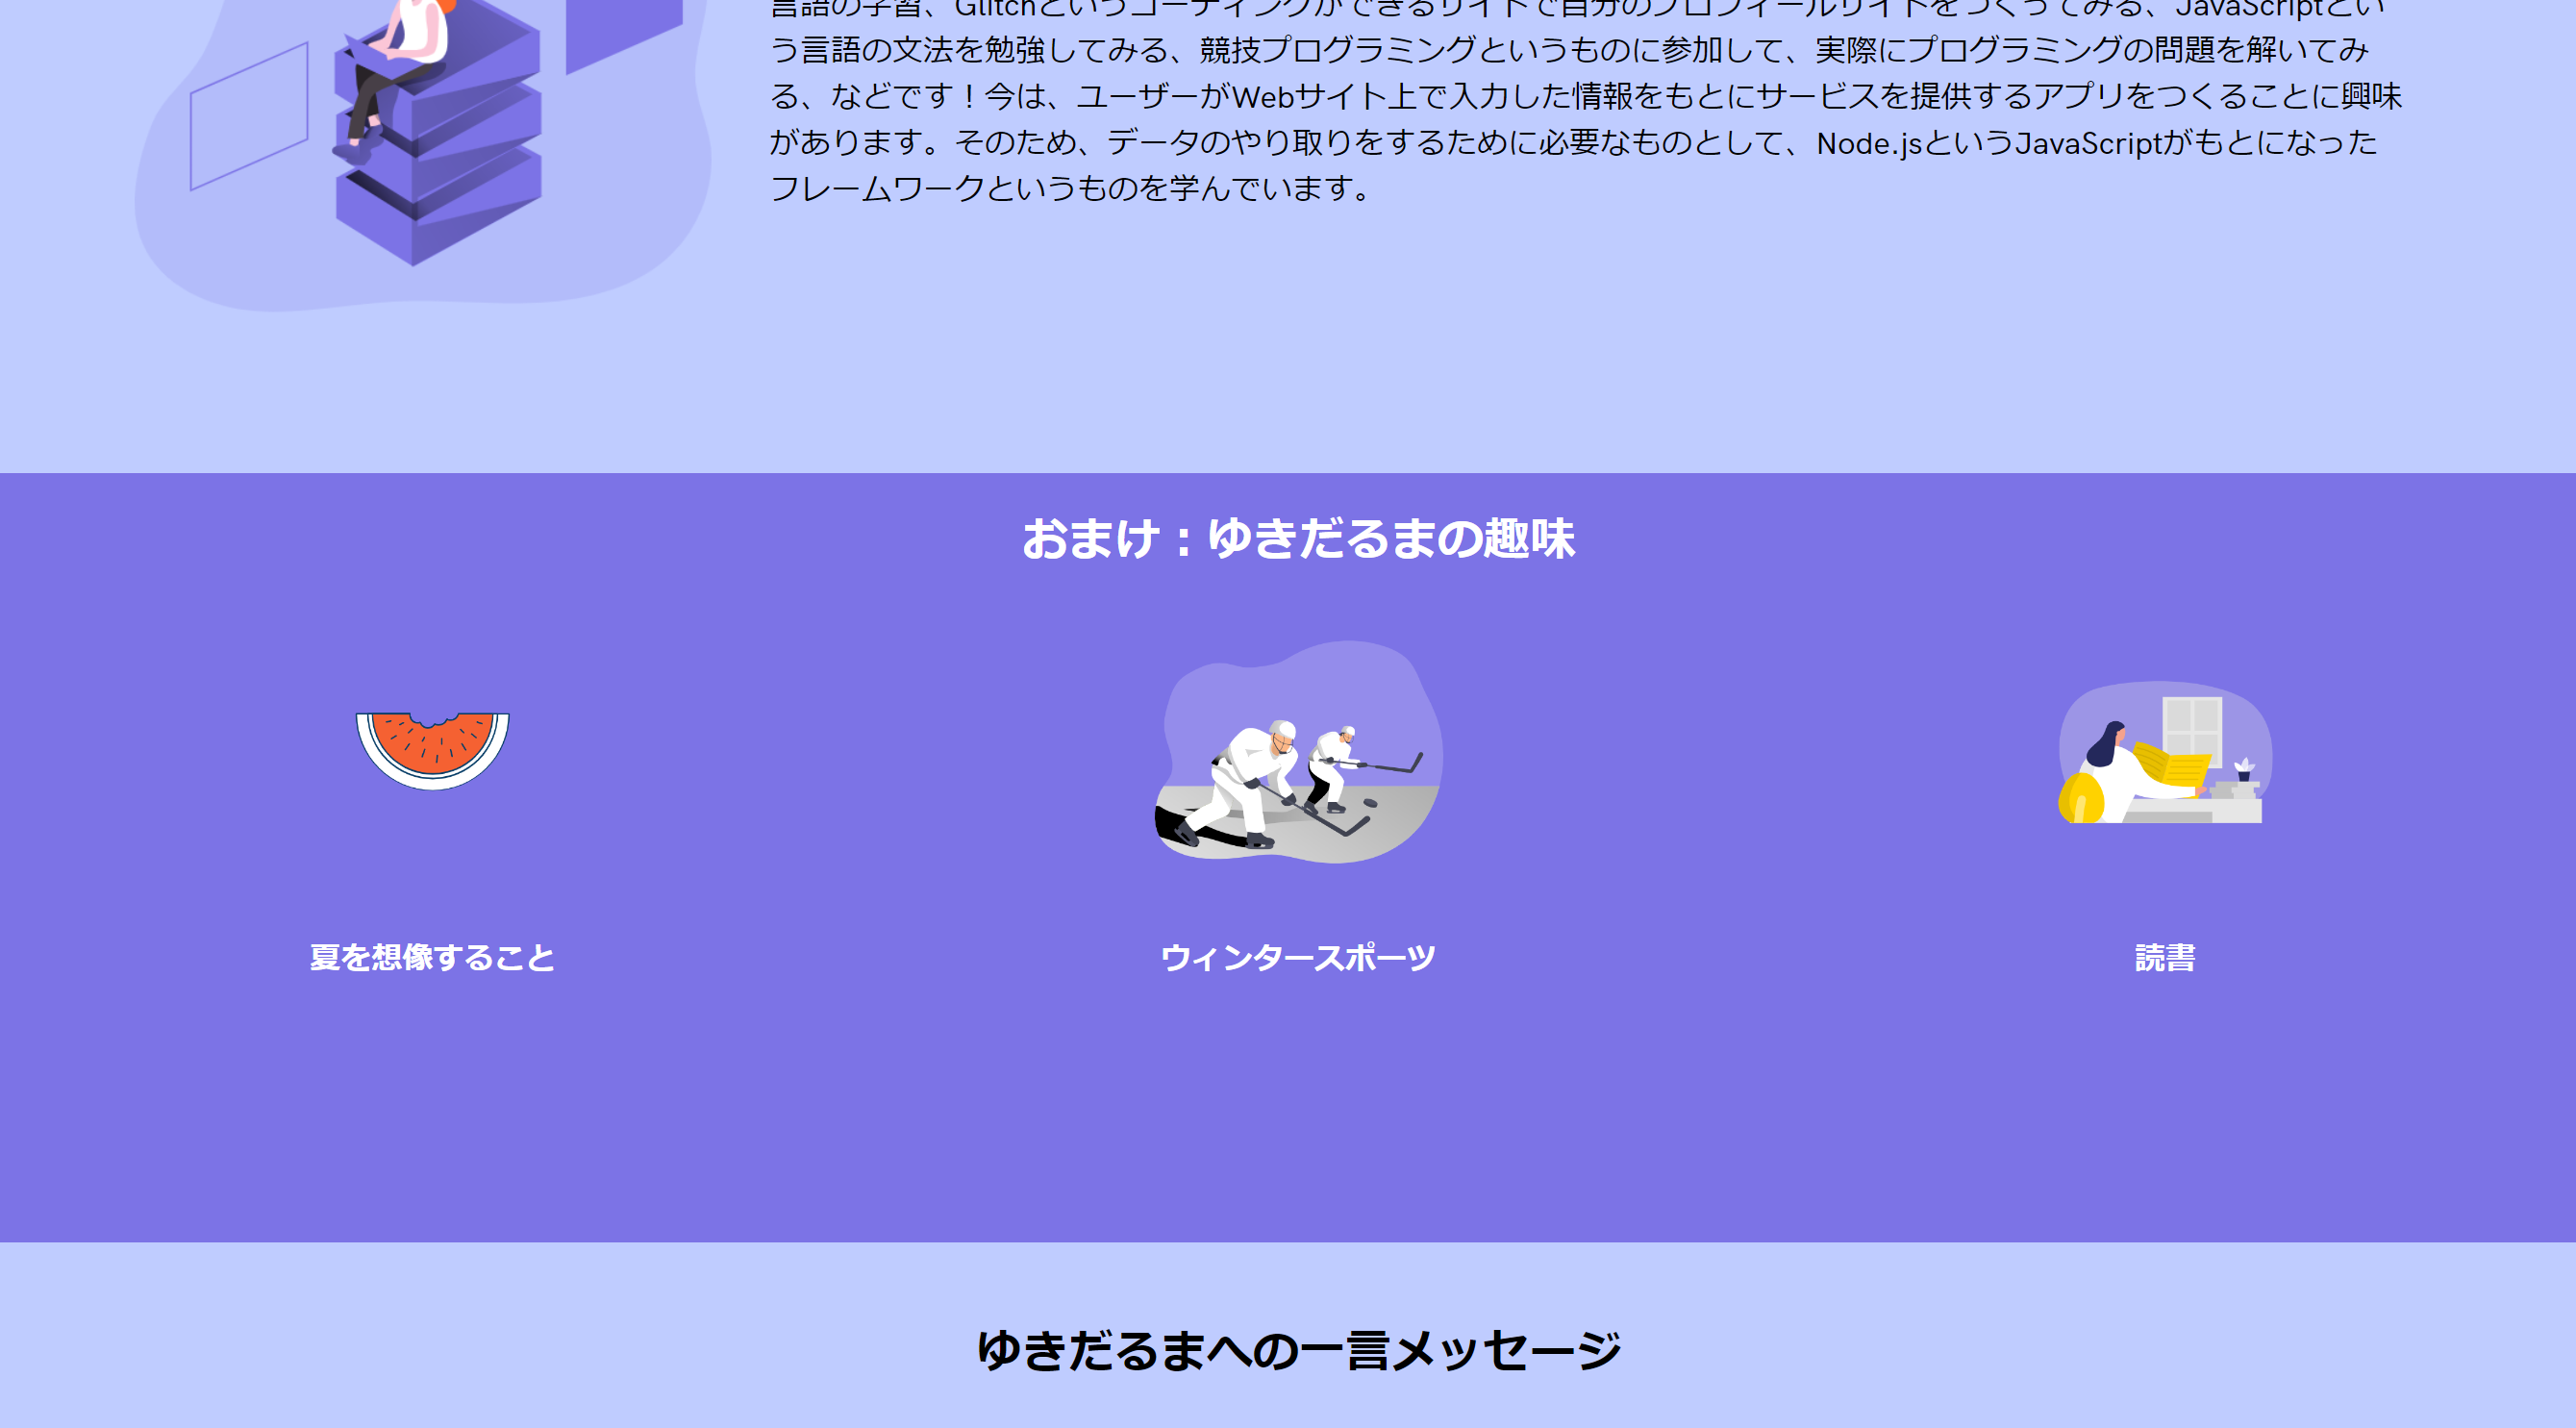 言語の学習、Glitchというコーディングができるサイトで自分のプロフィールサイトをつくってみる、JavaScriptとい
う言語の文法を勉強してみる、競技プログラミングというものに参加して、実際にプログラミングの問題を解いてみ
る、などです！今は、ユーザーがWebサイト上で入力した情報をもとにサービスを提供するアプリをつくることに興味
があります。そのため、データのやり取りをするために必要なものとして、Node.jsというJavaScriptがもとになった
フレームワークというものを学んでいます。
おまけ：ゆきだるまの趣味
夏を想像すること
ウィンタースポーツ
読書
ゆきだるまへの一言メッセージ